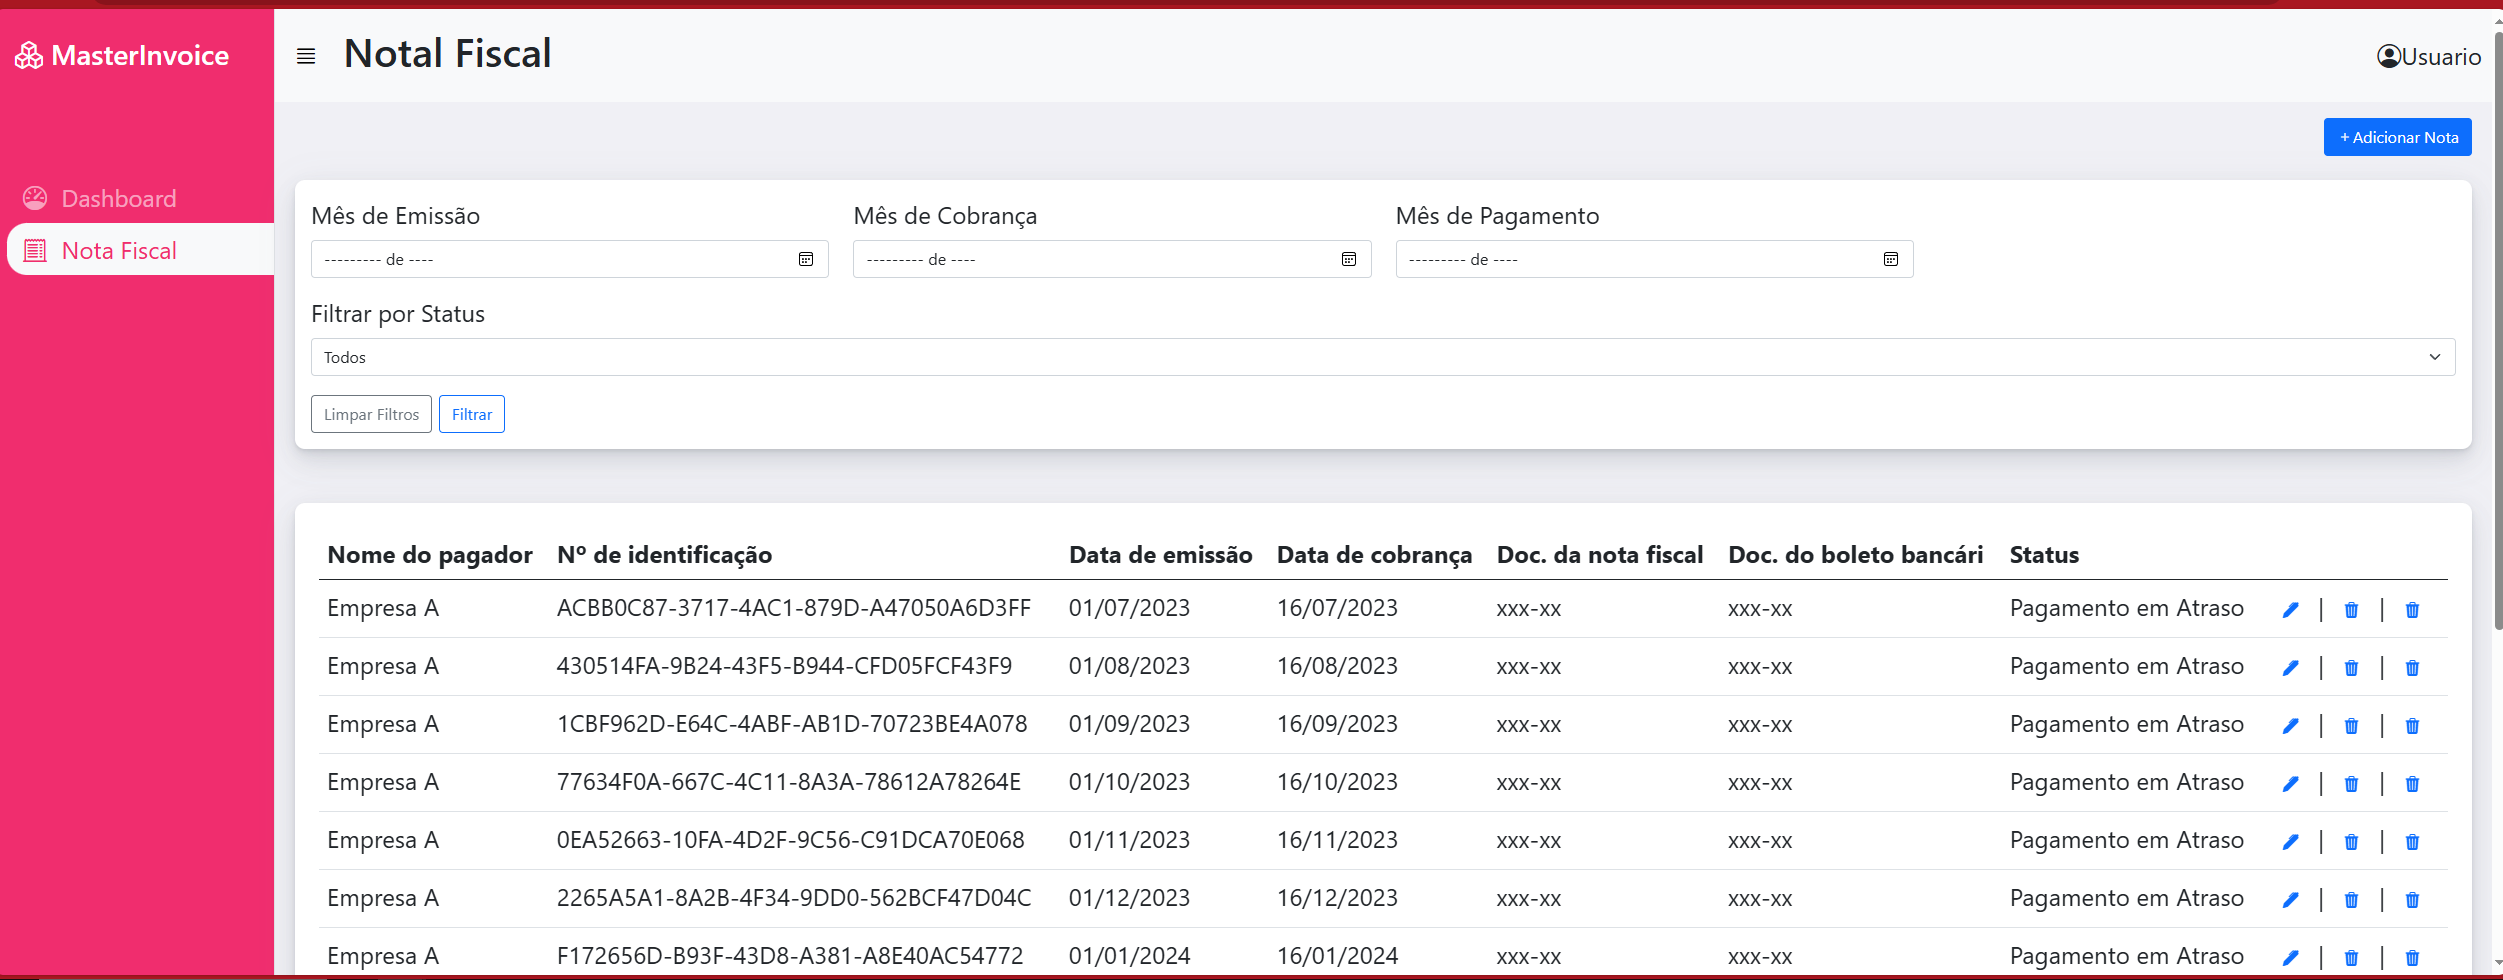 MasterInvoice
Notal Fiscal
Usuario
+ Adicionar Nota
Dashboard
Nota Fiscal
Mês de Emissão Mês de Cobrança Mês de Pagamento
--------- de ---- --------- de ---- --------- de ----
Filtrar por Status
Todos
Limpar Filtros Filtrar
Nome do pagador Nº de identificação Data de emissão Data de cobrança Doc. da nota fiscal Doc. do boleto bancári Status
Empresa A ACBB0C87-3717-4AC1-879D-A47050A6D3FF 01/07/2023 16/07/2023 xxx-xx xxx-xx Pagamento em Atraso | |
Empresa A 430514FA-9B24-43F5-B944-CFD05FCF43F9 01/08/2023 16/08/2023 xxx-xx xxx-xx Pagamento em Atraso | |
Empresa A 1CBF962D-E64C-4ABF-AB1D-70723BE4A078 01/09/2023 16/09/2023 xxx-xx xxx-xx Pagamento em Atraso | |
Empresa A 77634F0A-667C-4C11-8A3A-78612A78264E 01/10/2023 16/10/2023 xxx-xx xxx-xx Pagamento em Atraso | |
Empresa A 0EA52663-10FA-4D2F-9C56-C91DCA70E068 01/11/2023 16/11/2023 xxx-xx xxx-xx Pagamento em Atraso | |
Empresa A 2265A5A1-8A2B-4F34-9DD0-562BCF47D04C 01/12/2023 16/12/2023 xxx-xx xxx-xx Pagamento em Atraso | |
Empresa A F172656D-B93F-43D8-A381-A8E40AC54772 01/01/2024 16/01/2024 xxx-xx xxx-xx Pagamento em Atraso | |